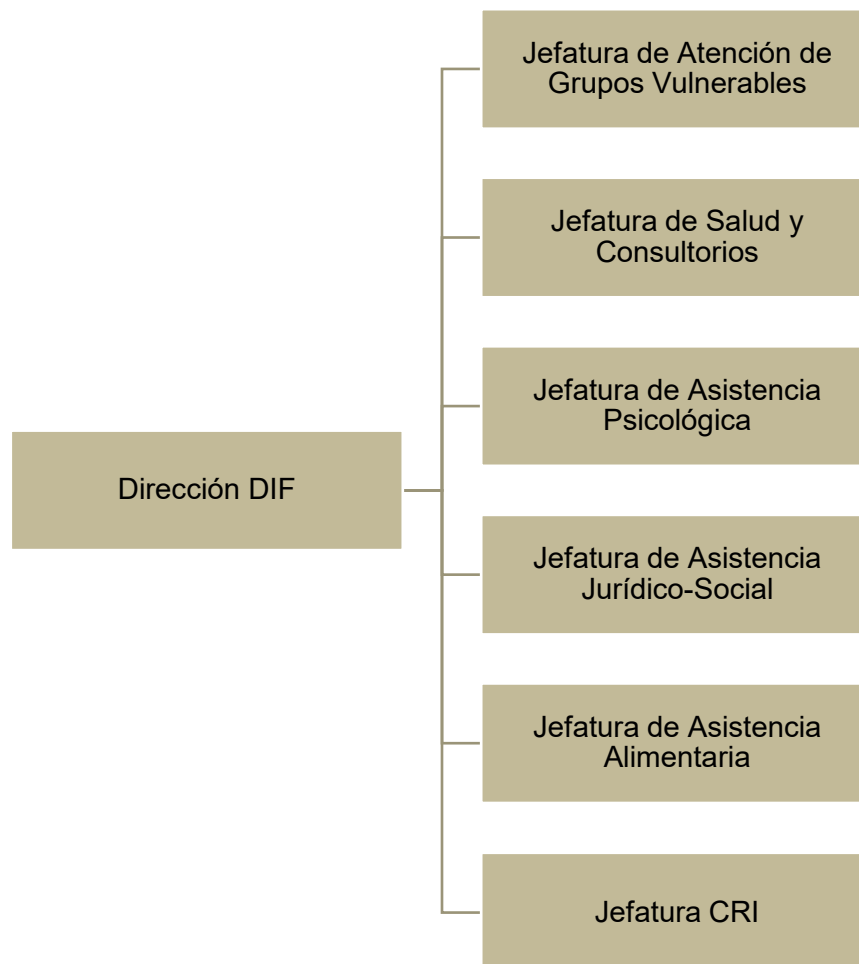 Jefatura de Atención de
Grupos Vulnerables
Jefatura de Salud y
Consultorios
Jefatura de Asistencia
Psicológica
Dirección DIF
Jefatura de Asistencia
Jurídico-Social
Jefatura de Asistencia
Alimentaria
Jefatura CRI